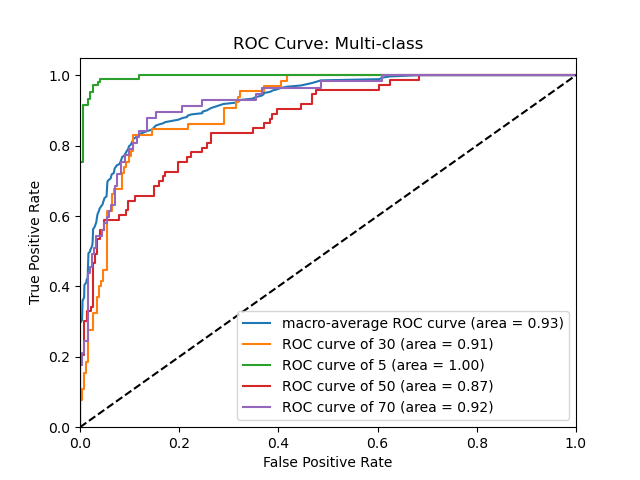 ROC Curve: Multi-class
1.0
0.8
0.6
0.4
0.2
0.0
True Positive Rate
macro-average ROC curve (area = 0.93)
ROC curve of 30 (area = 0.91)
ROC curve of 5 (area = 1.00)
ROC curve of 50 (area = 0.87)
ROC curve of 70 (area = 0.92)
0.0 0.2 0.4 0.6 0.8 1.0
False Positive Rate